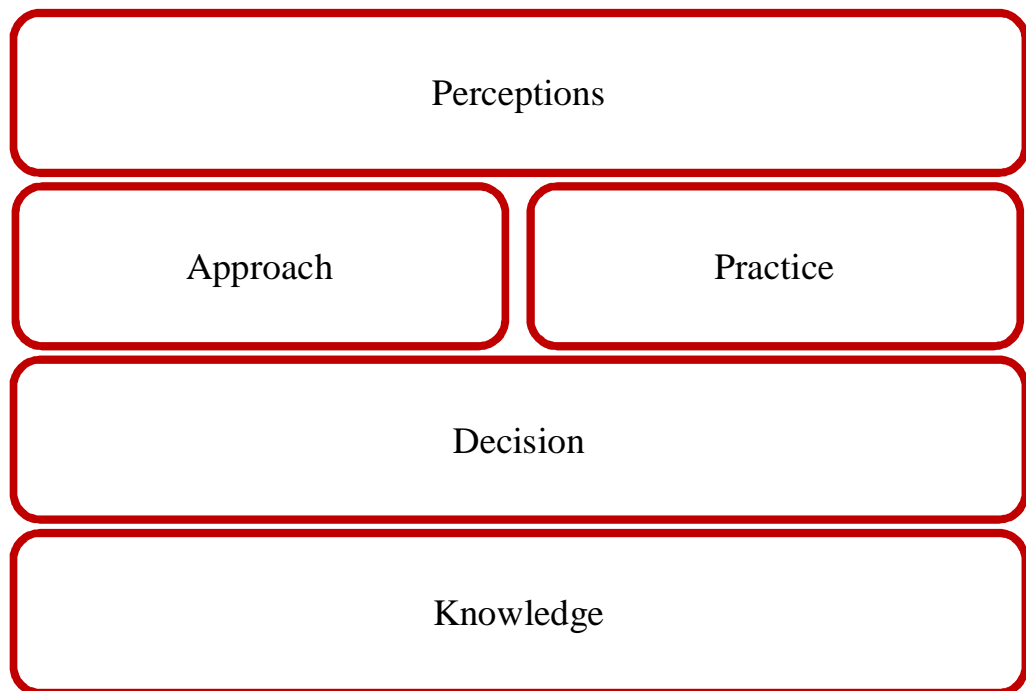 Perceptions
Approach
Practice
Decision
Knowledge